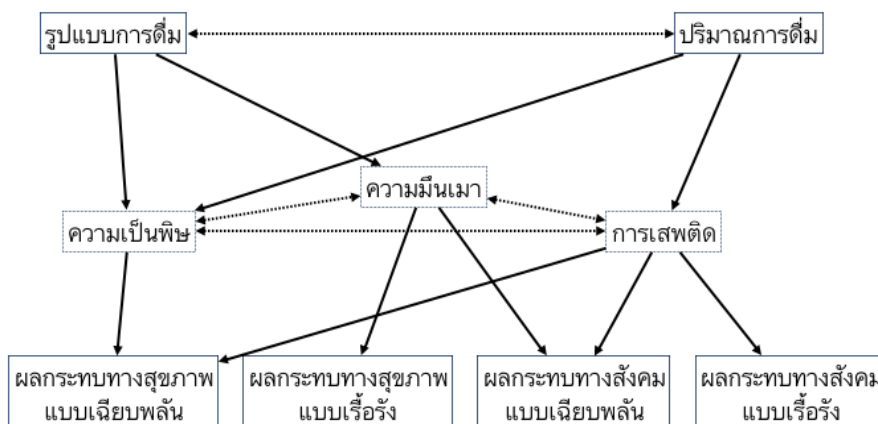 รูปแบบการดื่ม
ปริมาณการดื่ม
ความมึนเมา
ความเป็นพิษ
การเสพติด
ผลกระทบทางสุขภาพ
แบบเฉียบพลัน
ผลกระทบทางสุขภาพ
แบบเรื้อรัง
ผลกระทบทางสังคม
แบบเฉียบพลัน
ผลกระทบทางสังคม
แบบเรื้อรัง